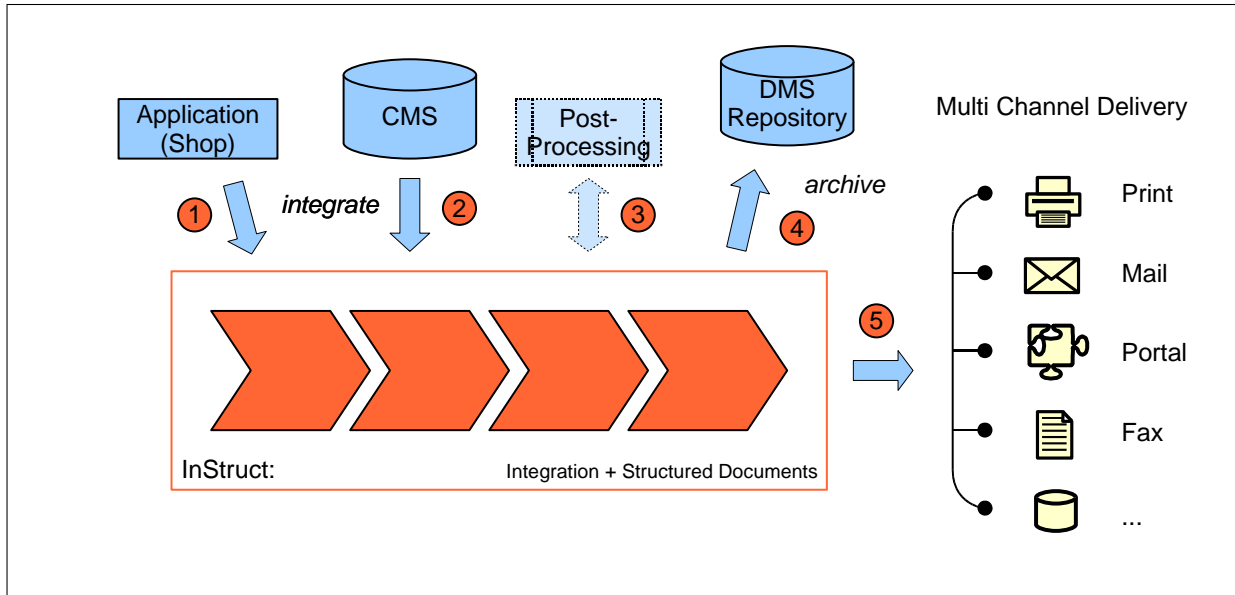 Application
(Shop)
CMS
Post-
Processing
DMS
Repository
Multi Channel Delivery
1
integrate
2
3
archive
4
5
Print
Mail
Portal
Fax
...
InStruct:
Integration + Structured Documents